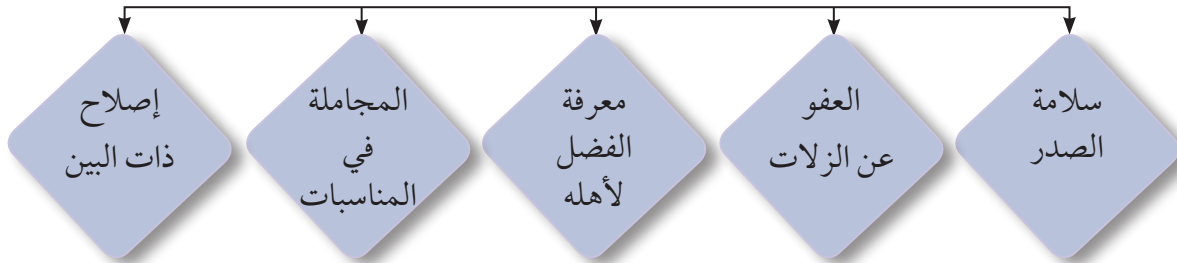 سلامة
الصدر
العفو
عن الزلات
معرفة
الفضل
لأهله
المجاملة
في
المناسبات
إصلاح
ذات البين